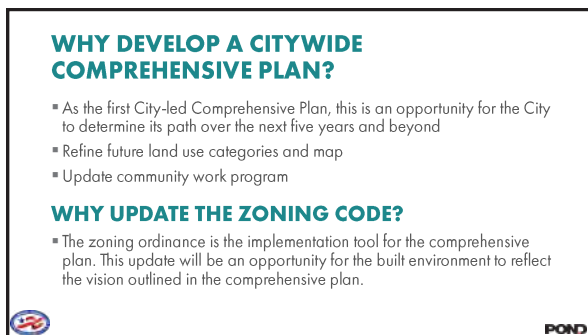 WHY DEVELOP A CITYWIDE
COMPREHENSIVE PLAN?
▪ As the first City-led Comprehensive Plan, this is an opportunity for the City
to determine its path over the next five years and beyond
▪ Refine future land use categories and map
▪ Update community work program
WHY UPDATE THE ZONING CODE?
▪ The zoning ordinance is the implementation tool for the comprehensive
plan. This update will be an opportunity for the built environment to reflect
the vision outlined in the comprehensive plan.
POND